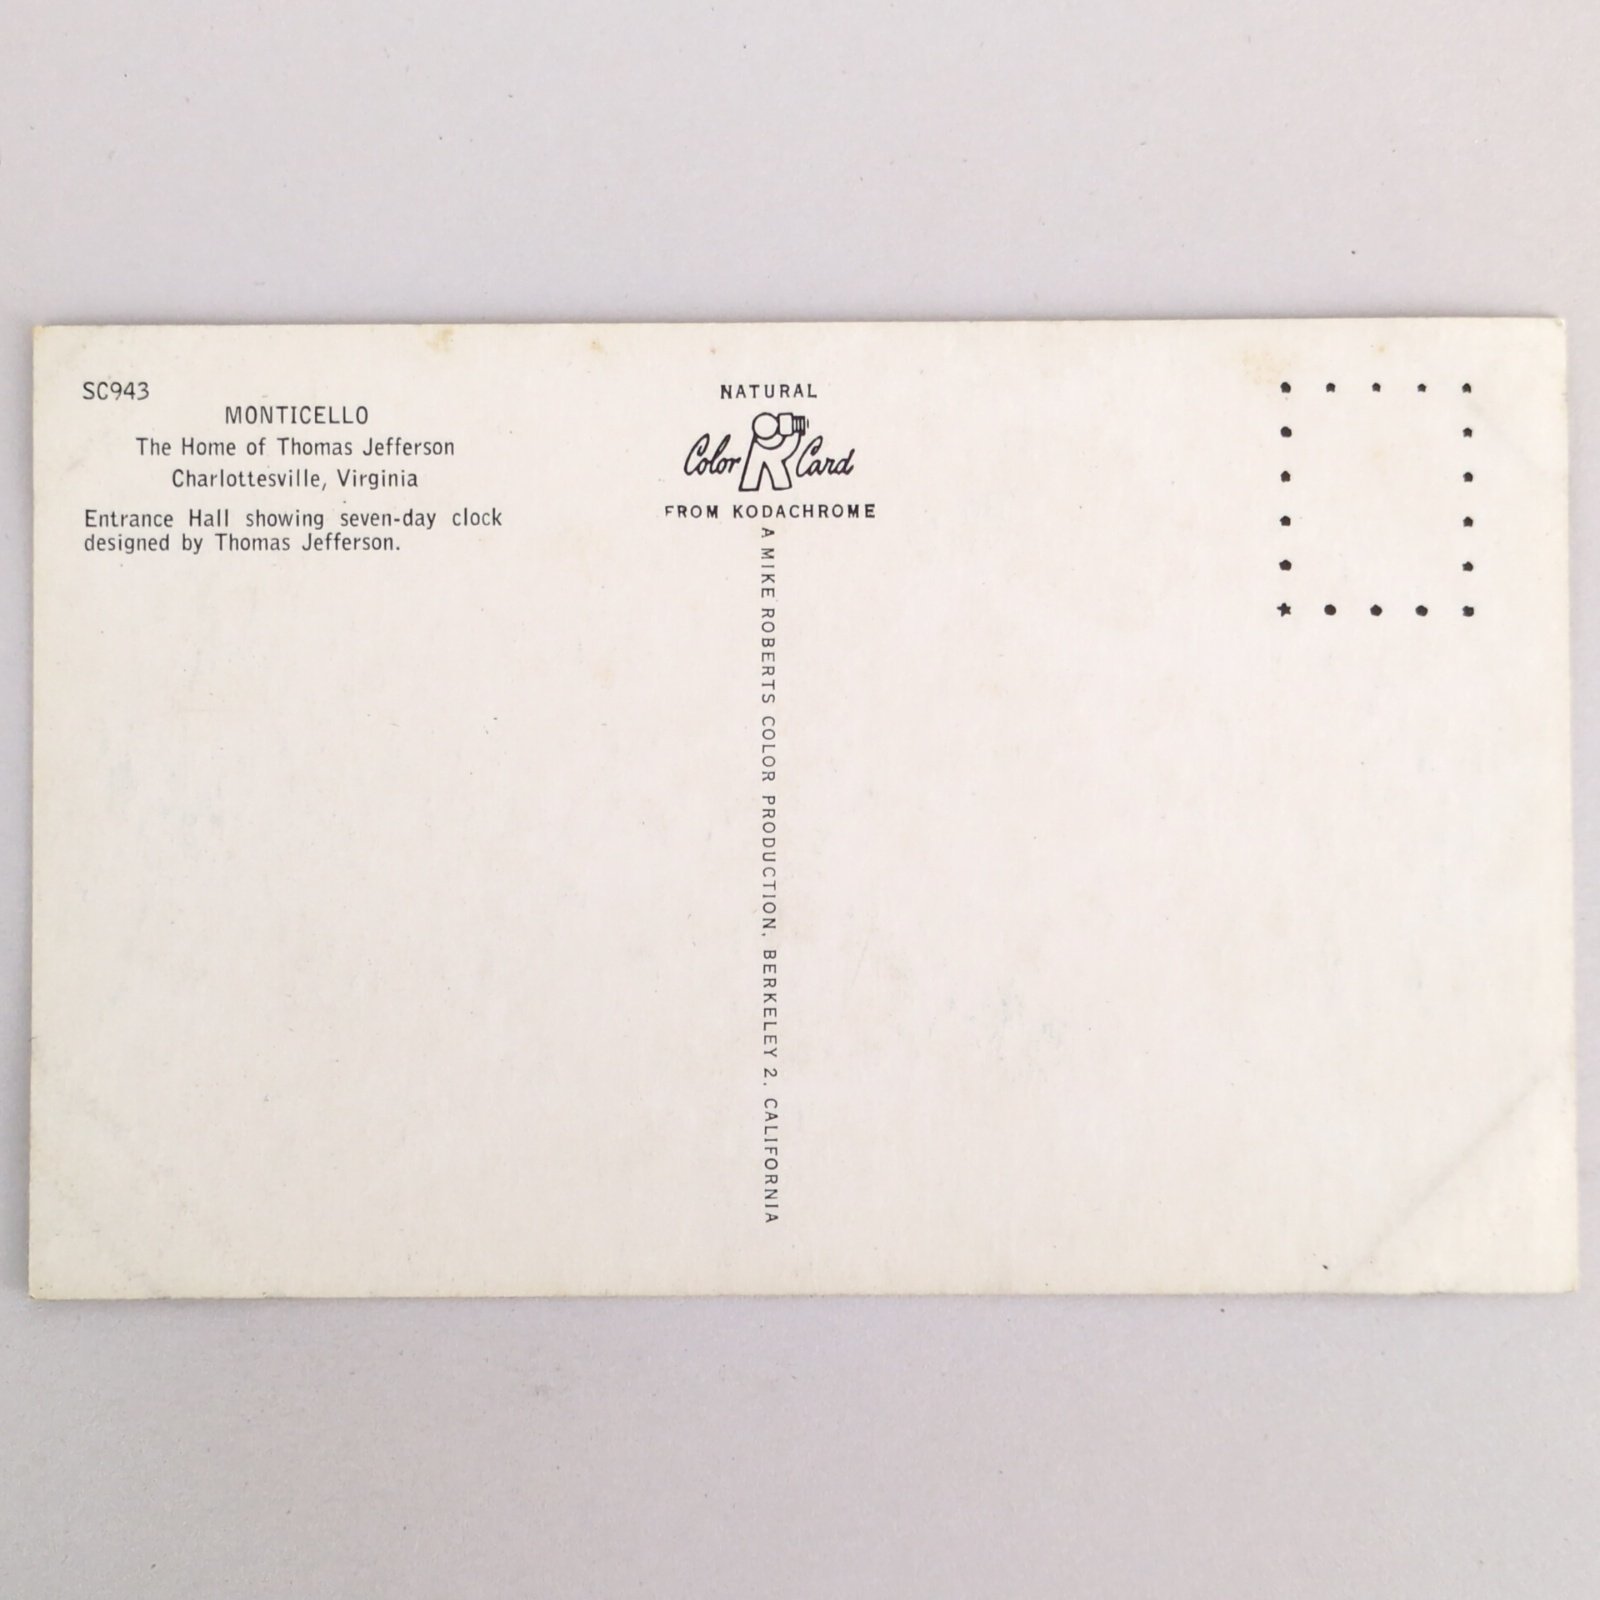 SC943
MONTICELLO
The Home of Thomas Jefferson
Charlottesville, Virginia
Entrance Hall showing seven-day clock
designed by Thomas Jefferson.
NATURAL
Color Card
FROM KODACHROME
A MIKE ROBERTS COLOR PRODUCTION, BERKELEY 2, CALIFORNIA